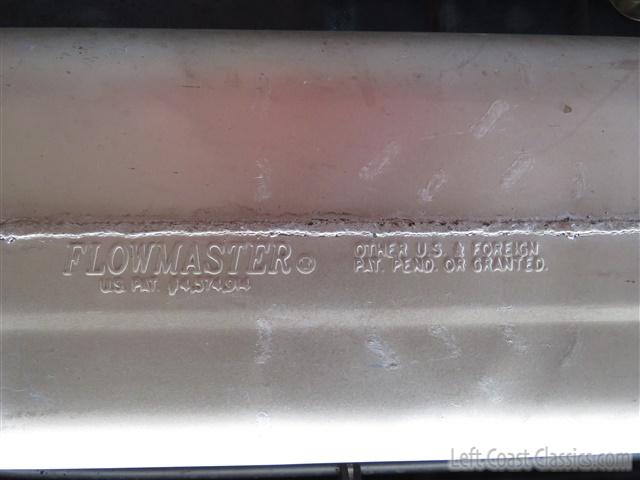 FLOWMASTER ®
U.S. PAT.
OTHER U.S. & FOREIGN
PAT. PEND. OR GRANTED.
Left Coast Classics.com